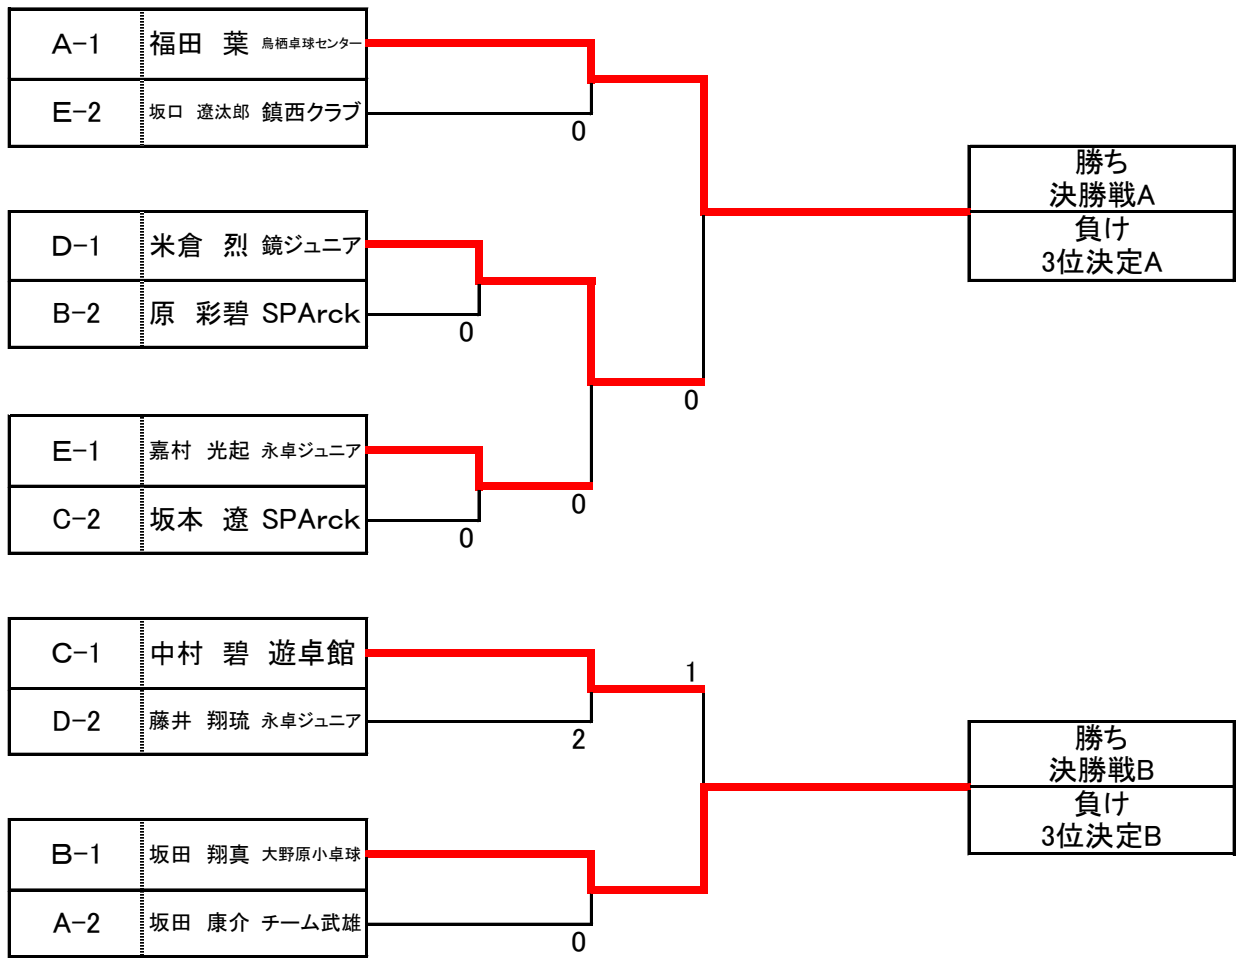 A-1 福田　葉 鳥栖卓球センター
E-2 坂口　遼汰郎 鎮西クラブ
0
勝ち
決勝戦A
負け
3位決定A
D-1 米倉　烈 鏡ジュニア
B-2 原　彩碧 SPArck
0
0
E-1 嘉村　光起 永卓ジュニア
C-2 坂本　遼 SPArck
0
0
C-1 中村　碧 遊卓館
1
D-2 藤井　翔琉 永卓ジュニア
2
勝ち
決勝戦B
負け
3位決定B
B-1 坂田　翔真 大野原小卓球
A-2 坂田　康介 チーム武雄
0